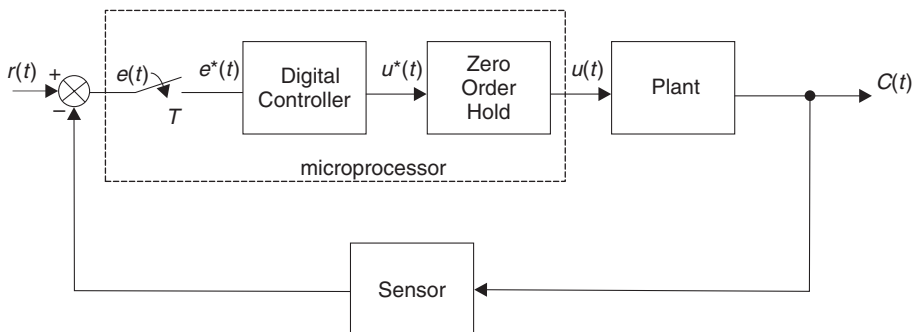 r(t)
+
−
e(t)
T
e*(t)
Digital
Controller
u*(t)
Zero
Order
Hold
u(t)
Plant
C(t)
microprocessor
Sensor